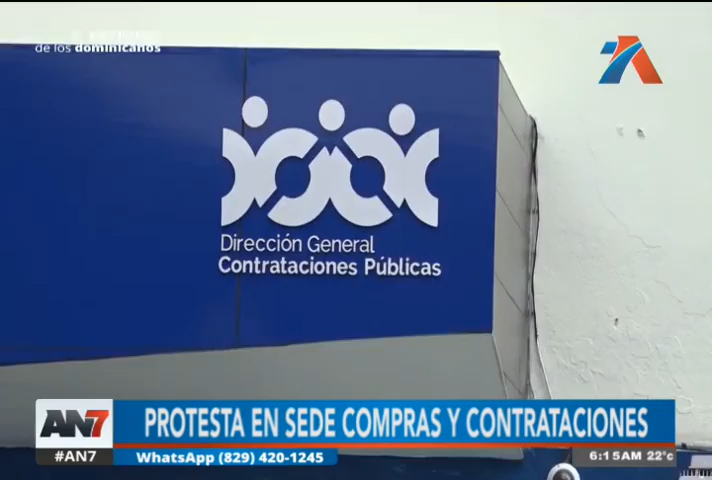 de los dominicanos
Dirección General
Contrataciones Públicas
AN7
PROTESTA EN SEDE COMPRAS Y CONTRATACIONES
#AN7
WhatsApp (829) 420-1245
6:15AM 22°c